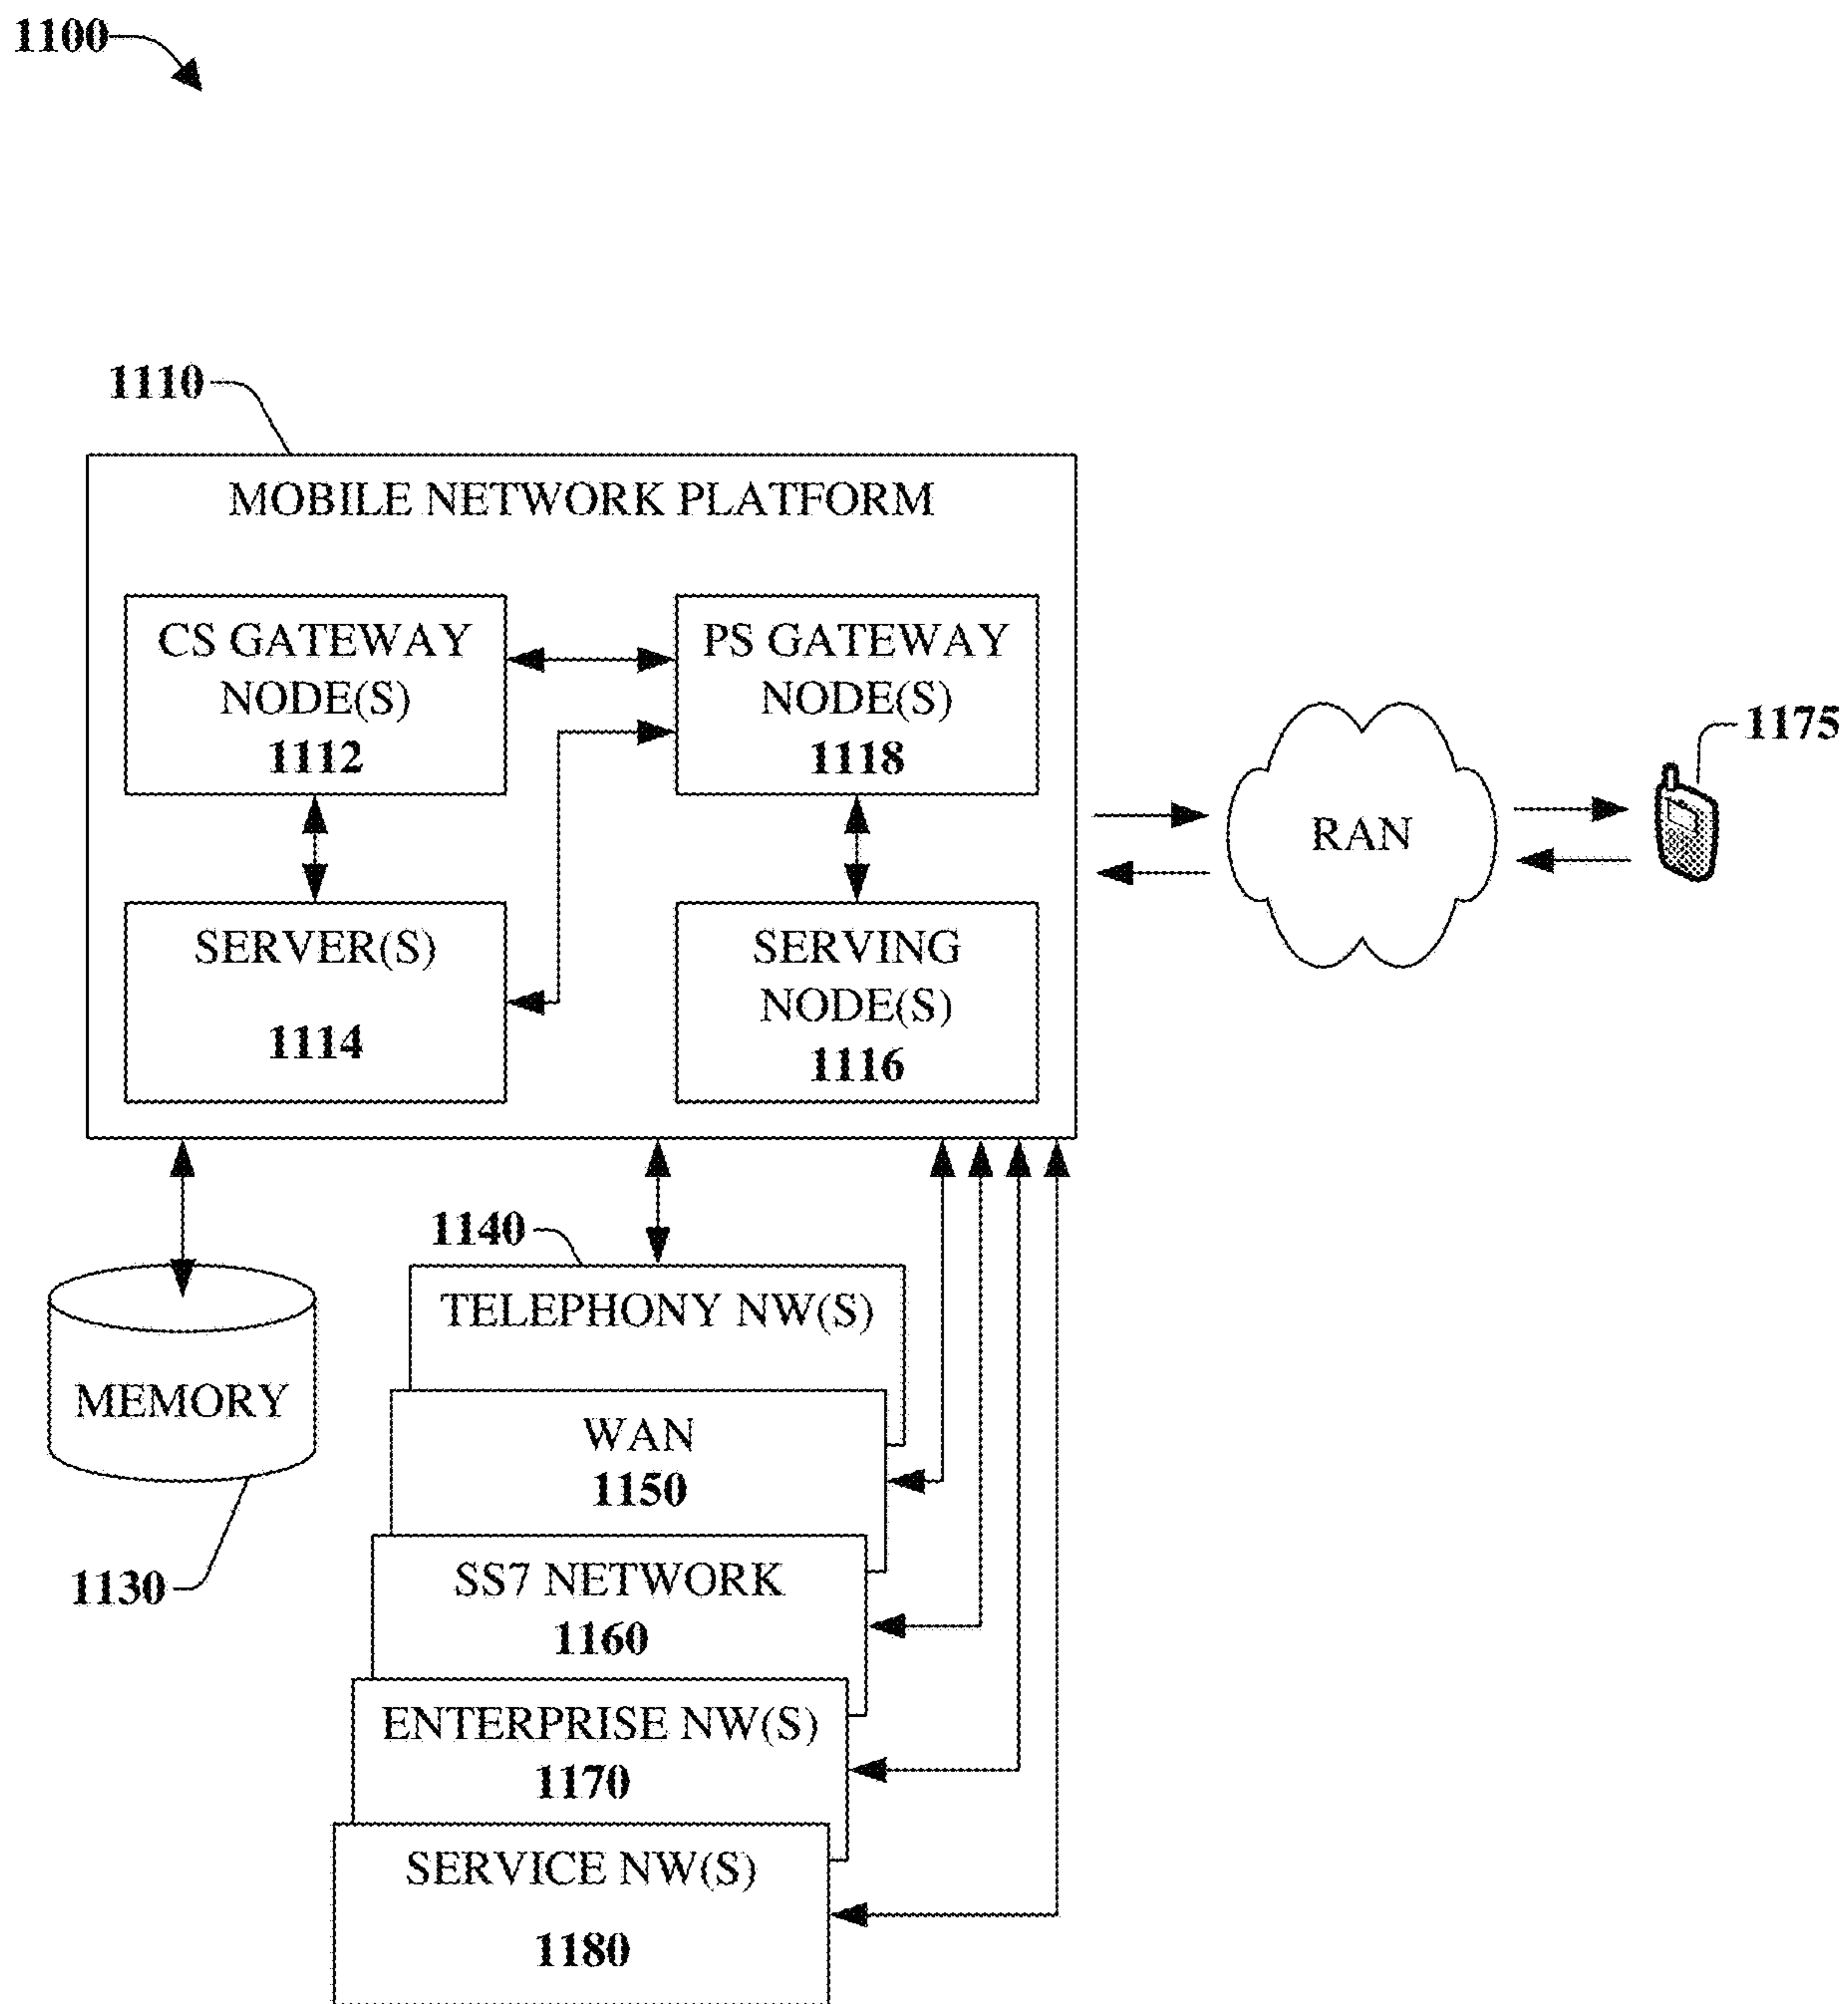 1100
1110
MOBILE NETWORK PLATFORM
CS GATEWAY
NODE(S)
1112
PS GATEWAY
NODE(S)
1118
SERVER(S)
1114
SERVING
NODE(S)
1116
RAN
1175
1140
TELEPHONY NW(S)
MEMORY
1130
WAN
1150
SS7 NETWORK
1160
ENTERPRISE NW(S)
1170
SERVICE NW(S)
1180